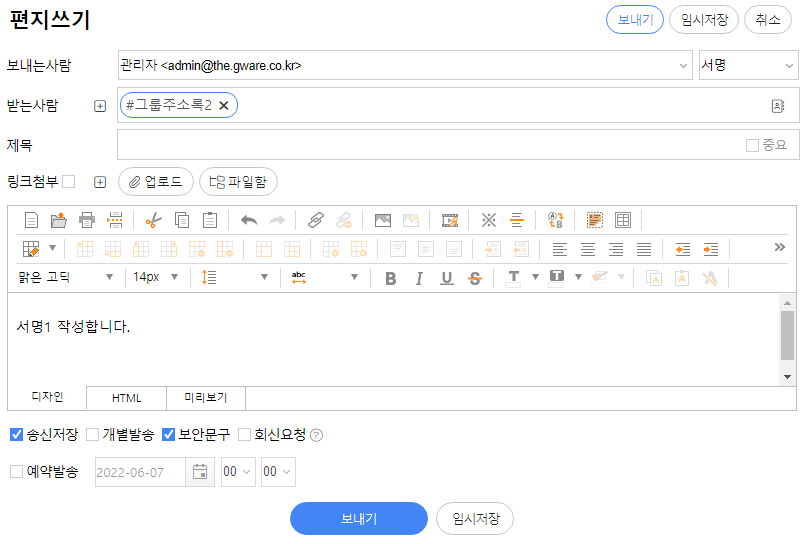 편지쓰기 보내기 임시저장 취소
보내는사람 관리자 <admin@the.gware.co.kr> 서명
받는사람 #그룹주소록2
제목 중요
링크첨부 업로드 파일함
맑은 고딕 14px abc B I U S T T
서명1 작성합니다.
디자인 HTML 미리보기
송신저장 개별발송 보안문구 회신요청 ?
예약발송 2022-06-07 00 00
보내기 임시저장